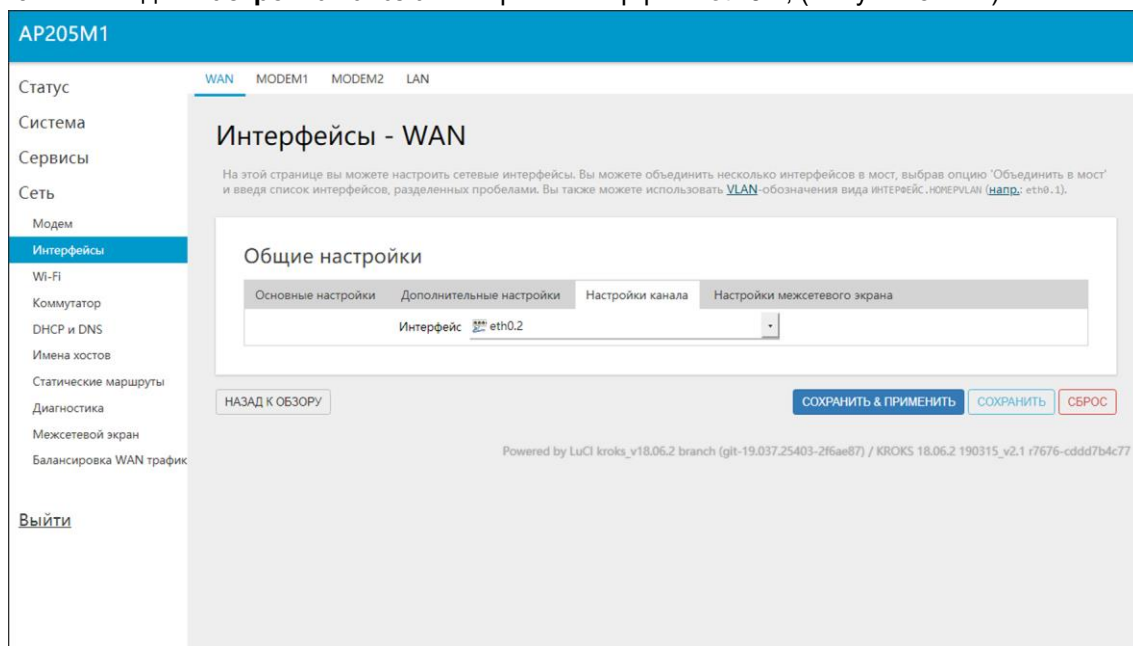 AP205M1
WAN MODEM1 MODEM2 LAN
Статус
Система
Сервисы
Сеть
Модем
Интерфейсы
Wi-Fi
Коммутатор
DHCP и DNS
Имена хостов
Статические маршруты
Диагностика
Межсетевой экран
Балансировка WAN трафик
Выйти
Интерфейсы - WAN
На этой странице вы можете настроить сетевые интерфейсы. Вы можете объединить несколько интерфейсов в мост, выбрав опцию 'Объединить в мост'
и введя список интерфейсов, разделенных пробелами. Вы также можете использовать VLAN-обозначения вида ИНТЕРФЕЙС.НОМЕРVLAN (напр.: eth0.1).
Общие настройки
Основные настройки Дополнительные настройки Настройки канала Настройки межсетевого экрана
Интерфейс eth0.2
НАЗАД К ОБЗОРУ СОХРАНИТЬ & ПРИМЕНИТЬ СОХРАНИТЬ СБРОС
Powered by LuCI kroks_v18.06.2 branch (git-19.037.25403-2f6ae87) / KROKS 18.06.2 190315_v2.1 r7676-cddd7b4c77